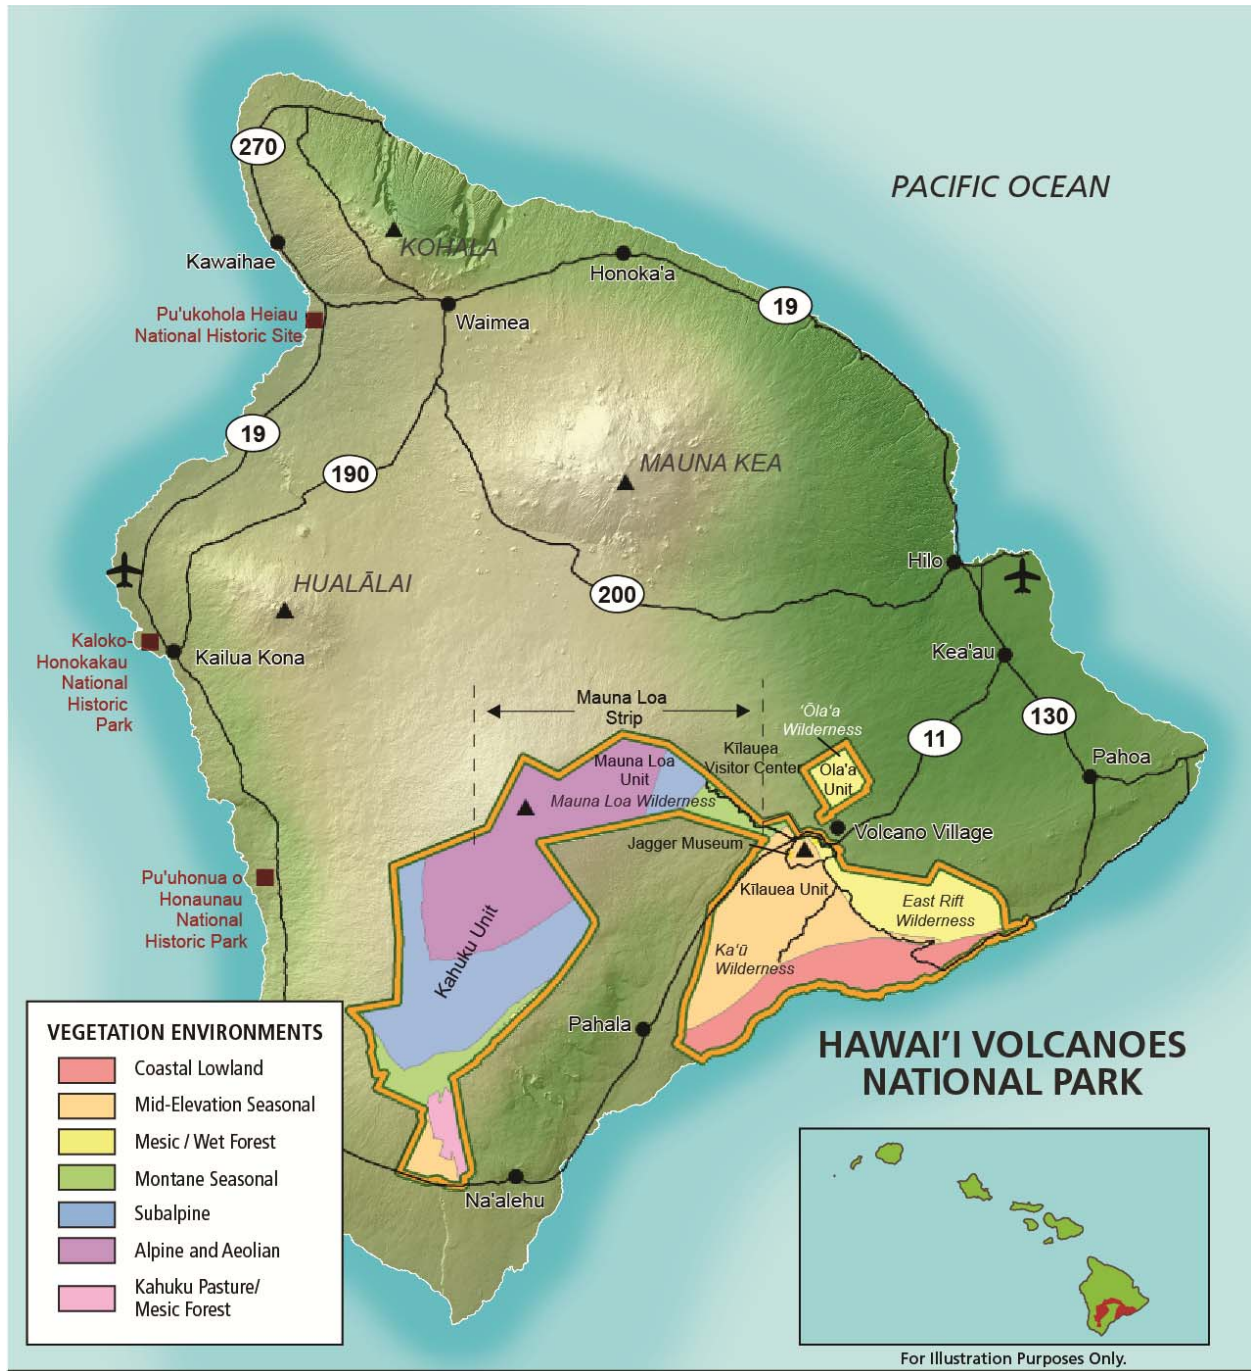 PACIFIC OCEAN
270
KOHALA
Kawaihae
Honoka'a
19
Pu'ukohola Heiau
National Historic Site
Waimea
19
190
MAUNA KEA
Hilo
HUALĀLAI
200
Kaloko-
Honokakau
National
Historic
Park
Kailua Kona
Kea'au
Mauna Loa
Strip
'Ōla'a
Wilderness
11
130
Kīlauea
Visitor Center
Pahoa
Mauna Loa
Unit
Mauna Loa Wilderness
Ola'a
Unit
Volcano Village
Jagger Museum
Pu'uhonua o
Honaunau
National
Historic Park
Kīlauea Unit
East Rift
Wilderness
Kahuku Unit
Ka'ū
Wilderness
Pahala
Na'alehu
VEGETATION ENVIRONMENTS
Coastal Lowland
Mid-Elevation Seasonal
Mesic / Wet Forest
Montane Seasonal
Subalpine
Alpine and Aeolian
Kahuku Pasture/
Mesic Forest
HAWAI'I VOLCANOES
NATIONAL PARK
For Illustration Purposes Only.